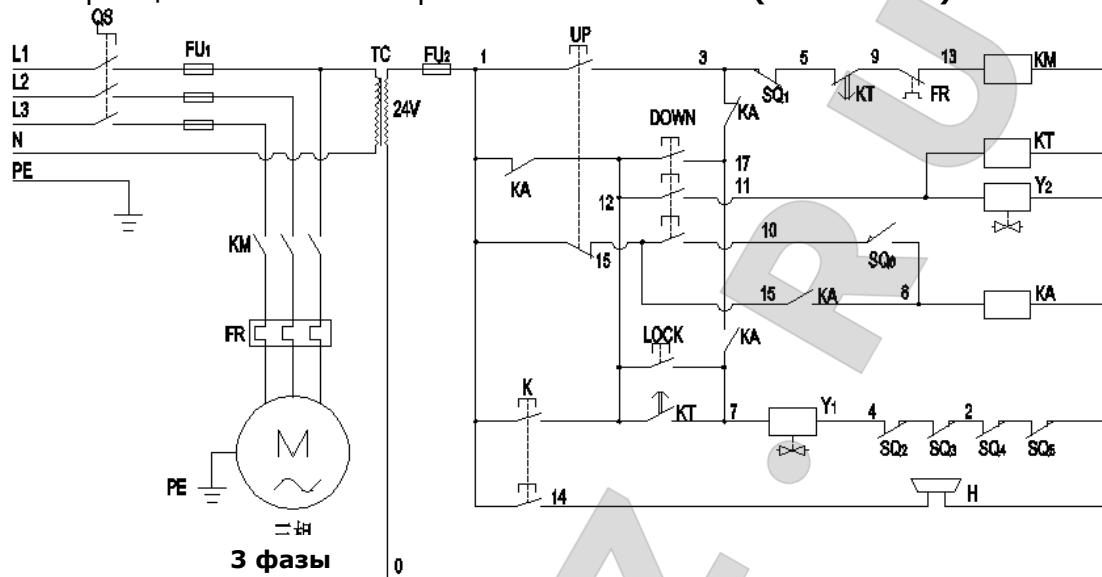 QS
L1
L2
L3
N
PE
FU1
TC
24V
FU2
1
UP
3
5
9
13
KM
SQ1
KT
FR
KA
DOWN
17
KT
KA
12
11
Y2
KM
15
10
SQ6
15
KA
8
KA
FR
LOCK
KA
K
KT
7
Y1
4
2
SQ2
SQ3
SQ4
SQ5
M
PE
14
H
3 фазы
0